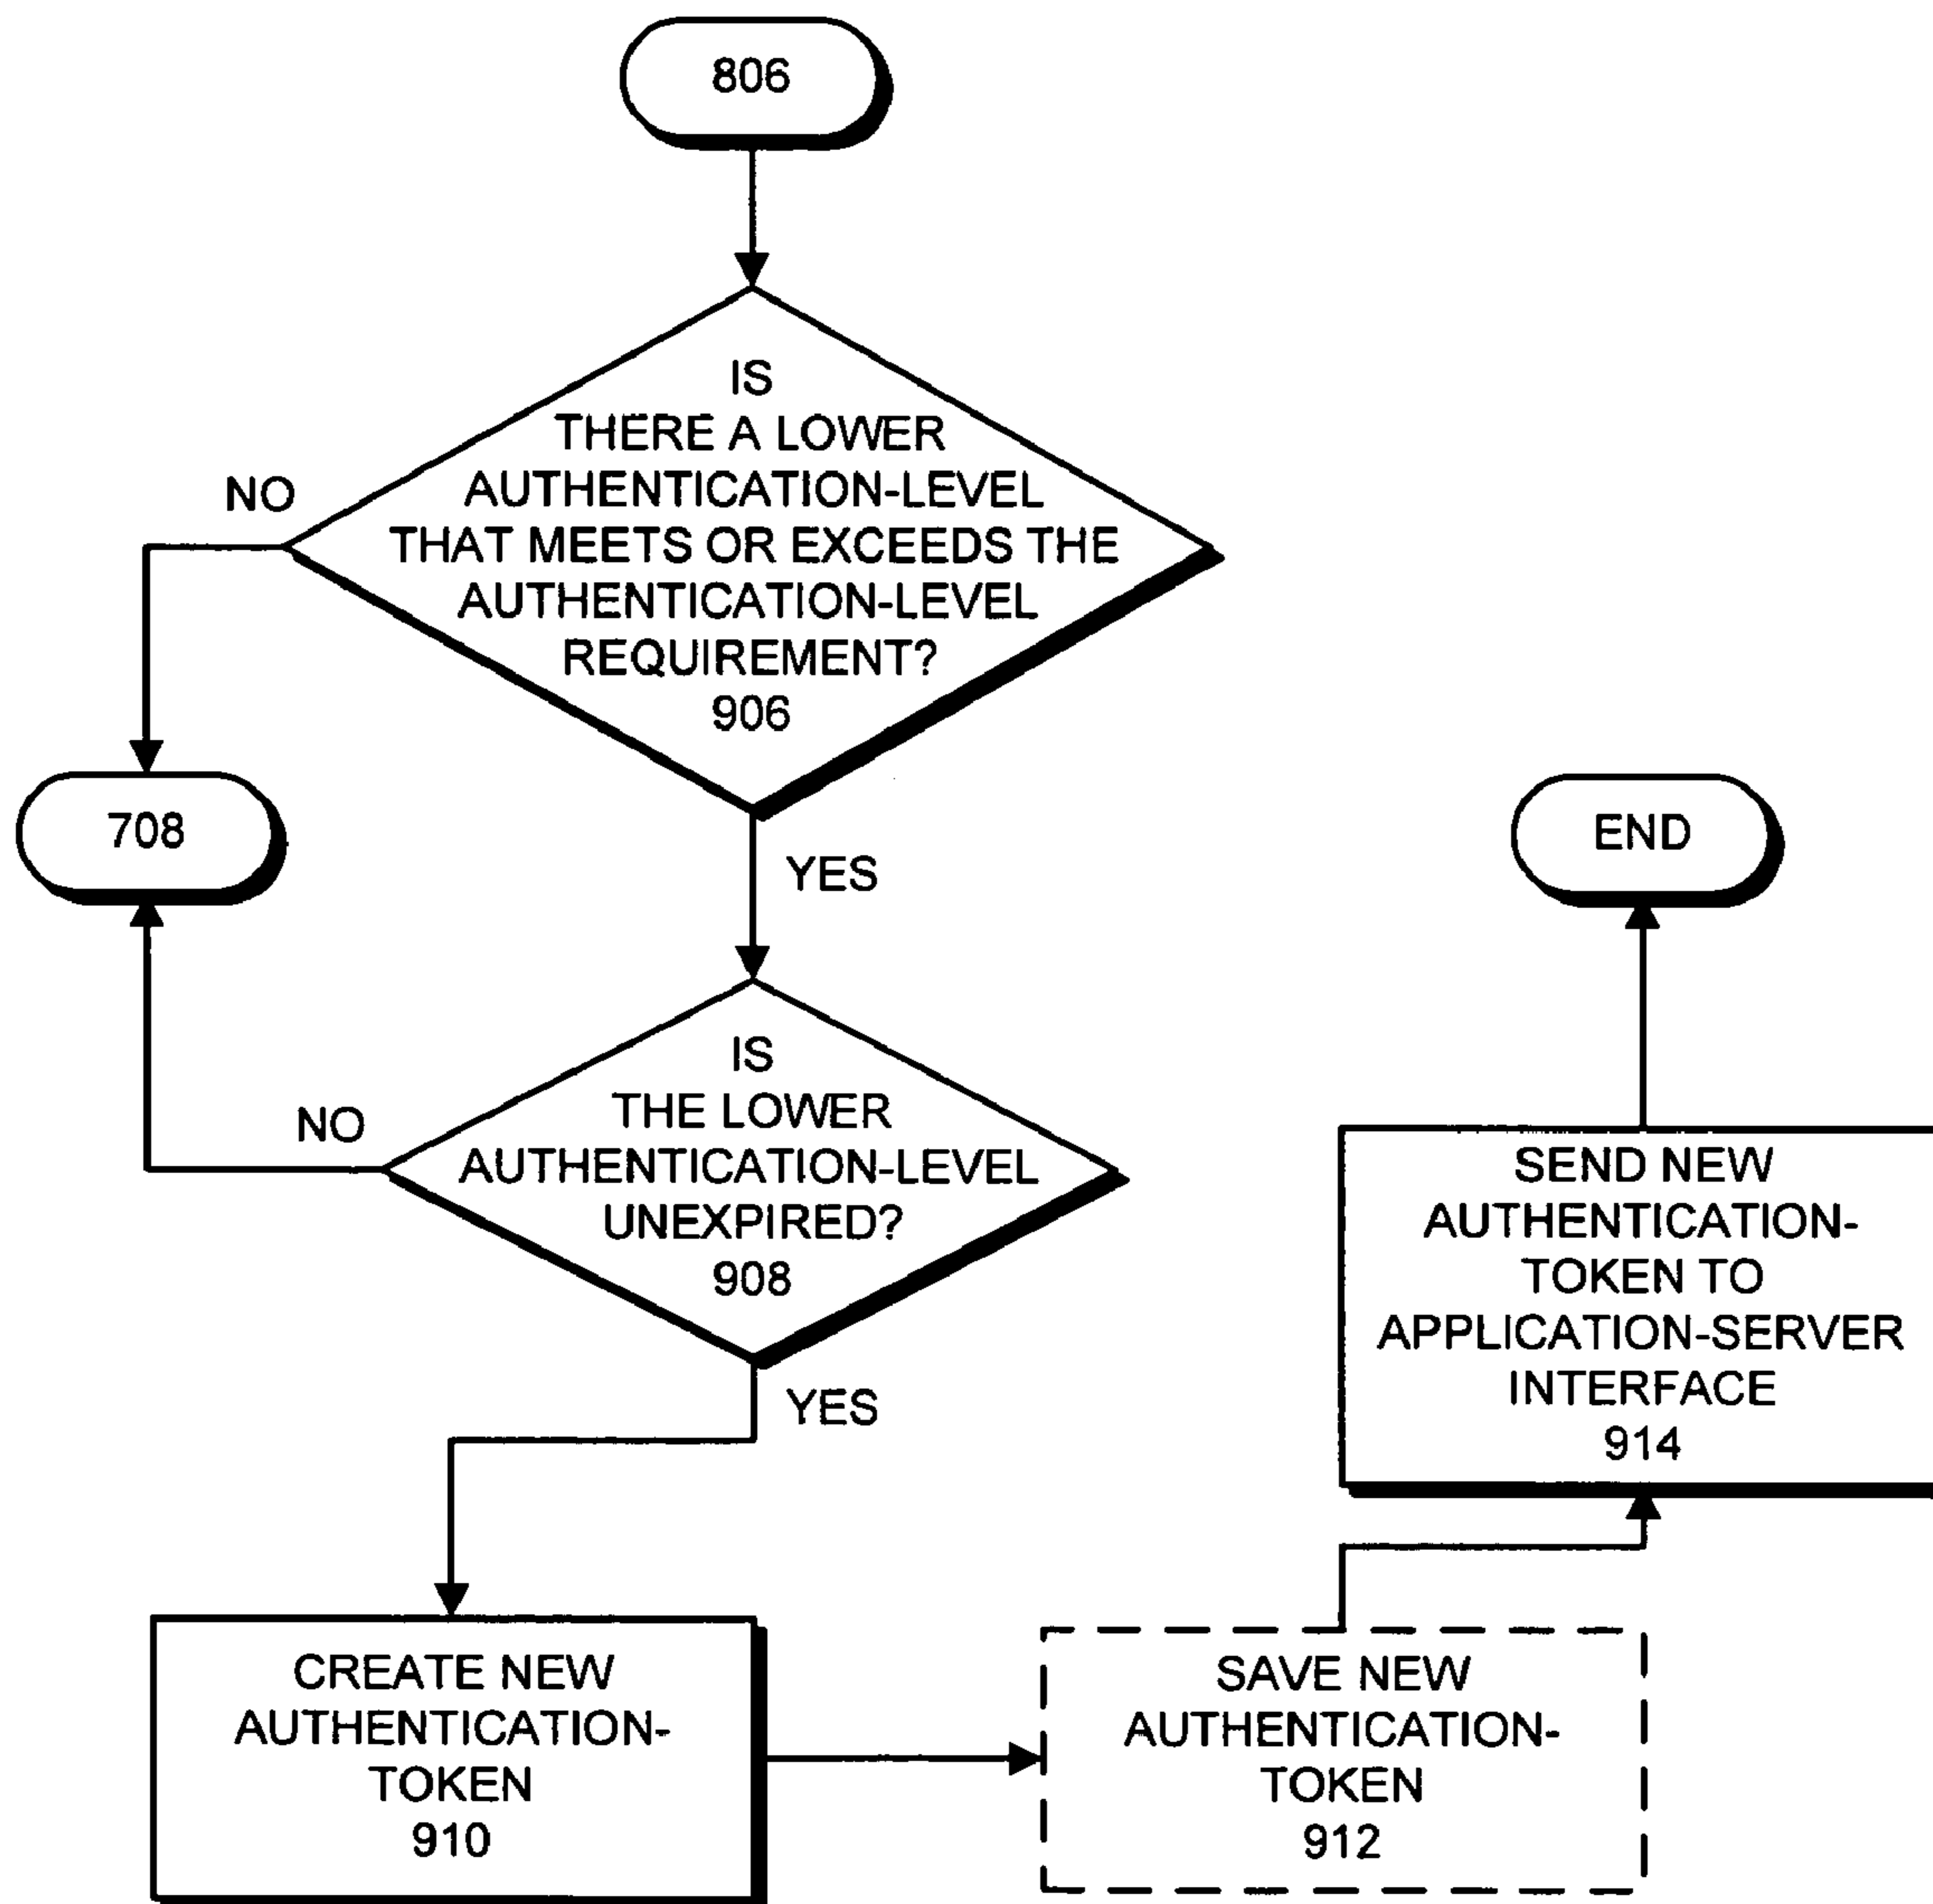 806
IS
THERE A LOWER
AUTHENTICATION-LEVEL
THAT MEETS OR EXCEEDS THE
AUTHENTICATION-LEVEL
REQUIREMENT?
906
NO
708
YES
END
IS
THE LOWER
AUTHENTICATION-LEVEL
UNEXPIRED?
908
NO
YES
CREATE NEW
AUTHENTICATION-
TOKEN
910
SAVE NEW
AUTHENTICATION-
TOKEN
912
SEND NEW
AUTHENTICATION-
TOKEN TO
APPLICATION-SERVER
INTERFACE
914